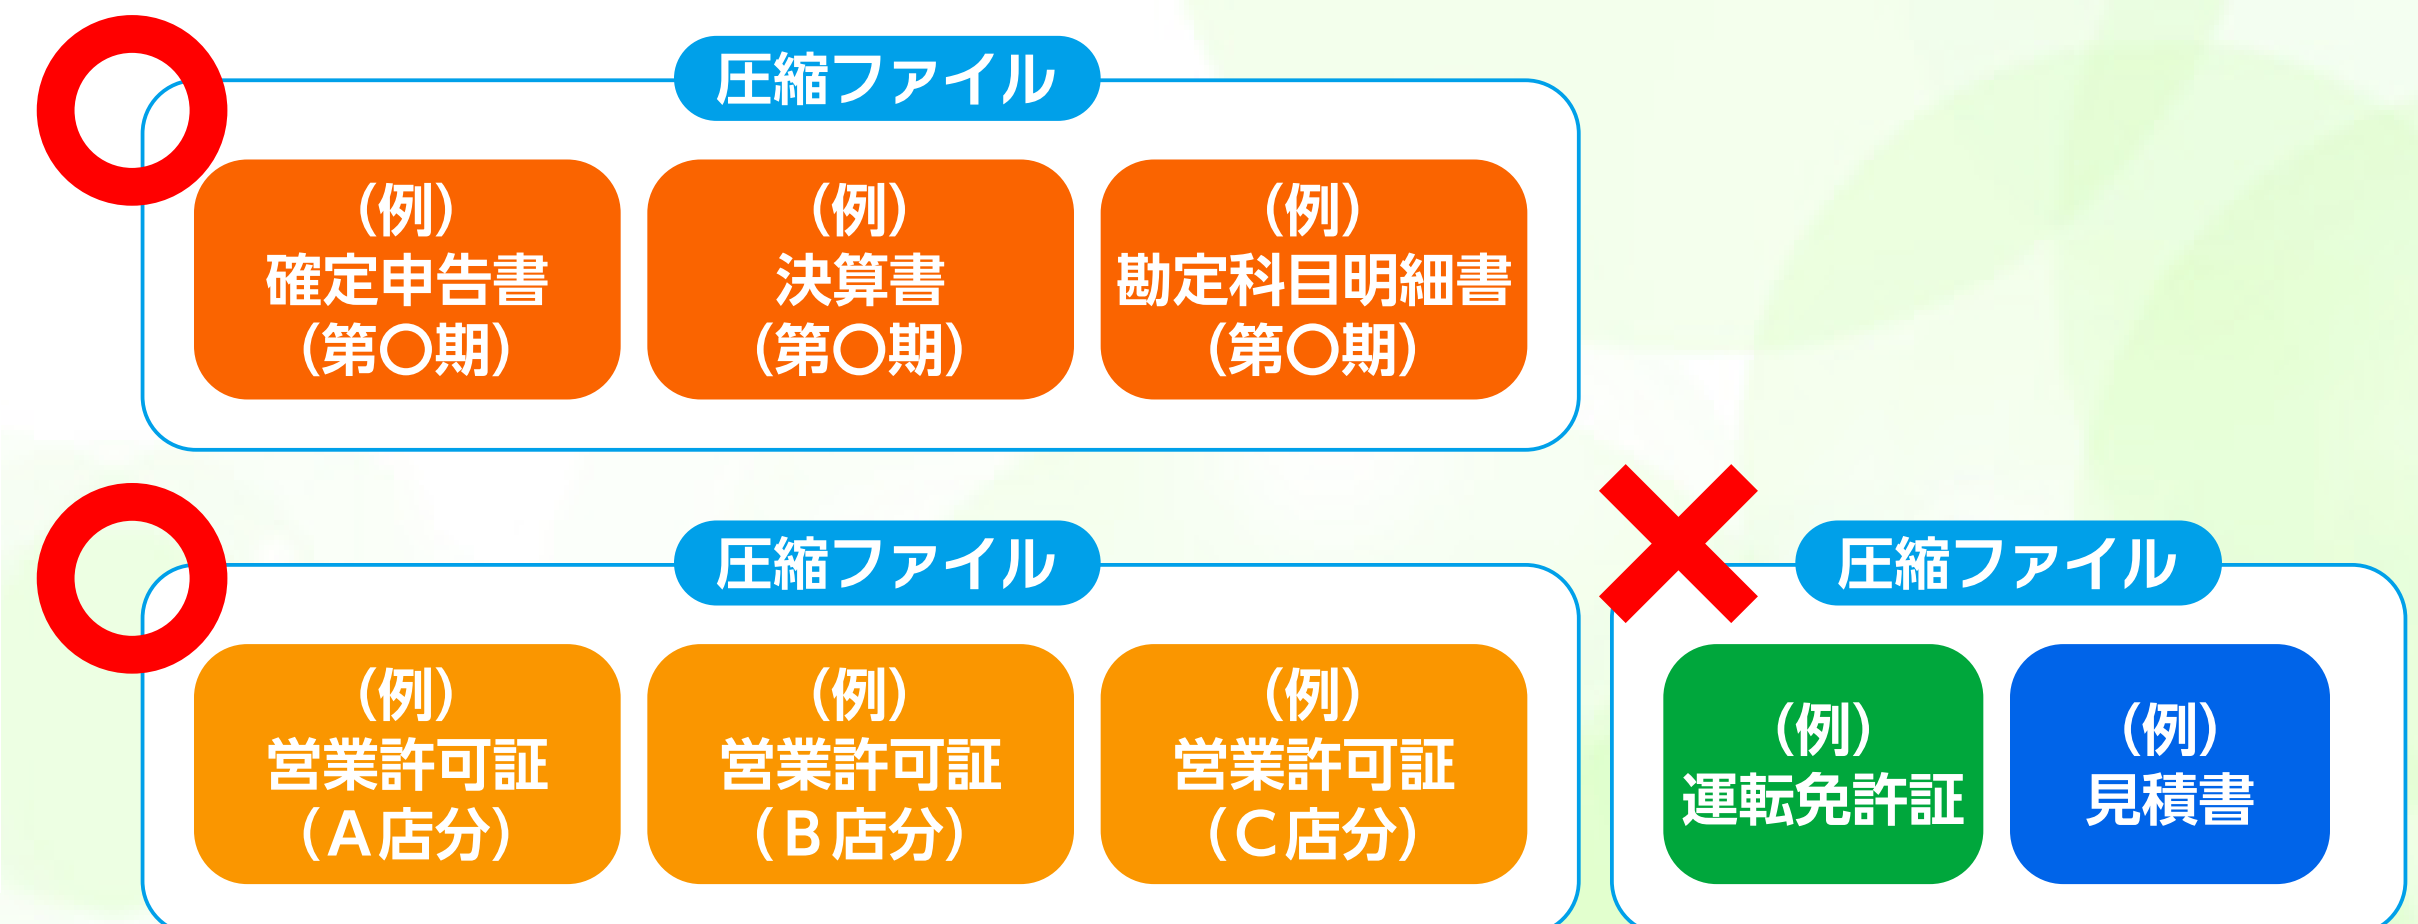 圧縮ファイル
（例）
確定申告書
（第〇期）
（例）
決算書
（第〇期）
（例）
勘定科目明細書
（第〇期）
圧縮ファイル
（例）
営業許可証
（A店分）
（例）
営業許可証
（B店分）
（例）
営業許可証
（C店分）
圧縮ファイル
（例）
運転免許証
（例）
見積書